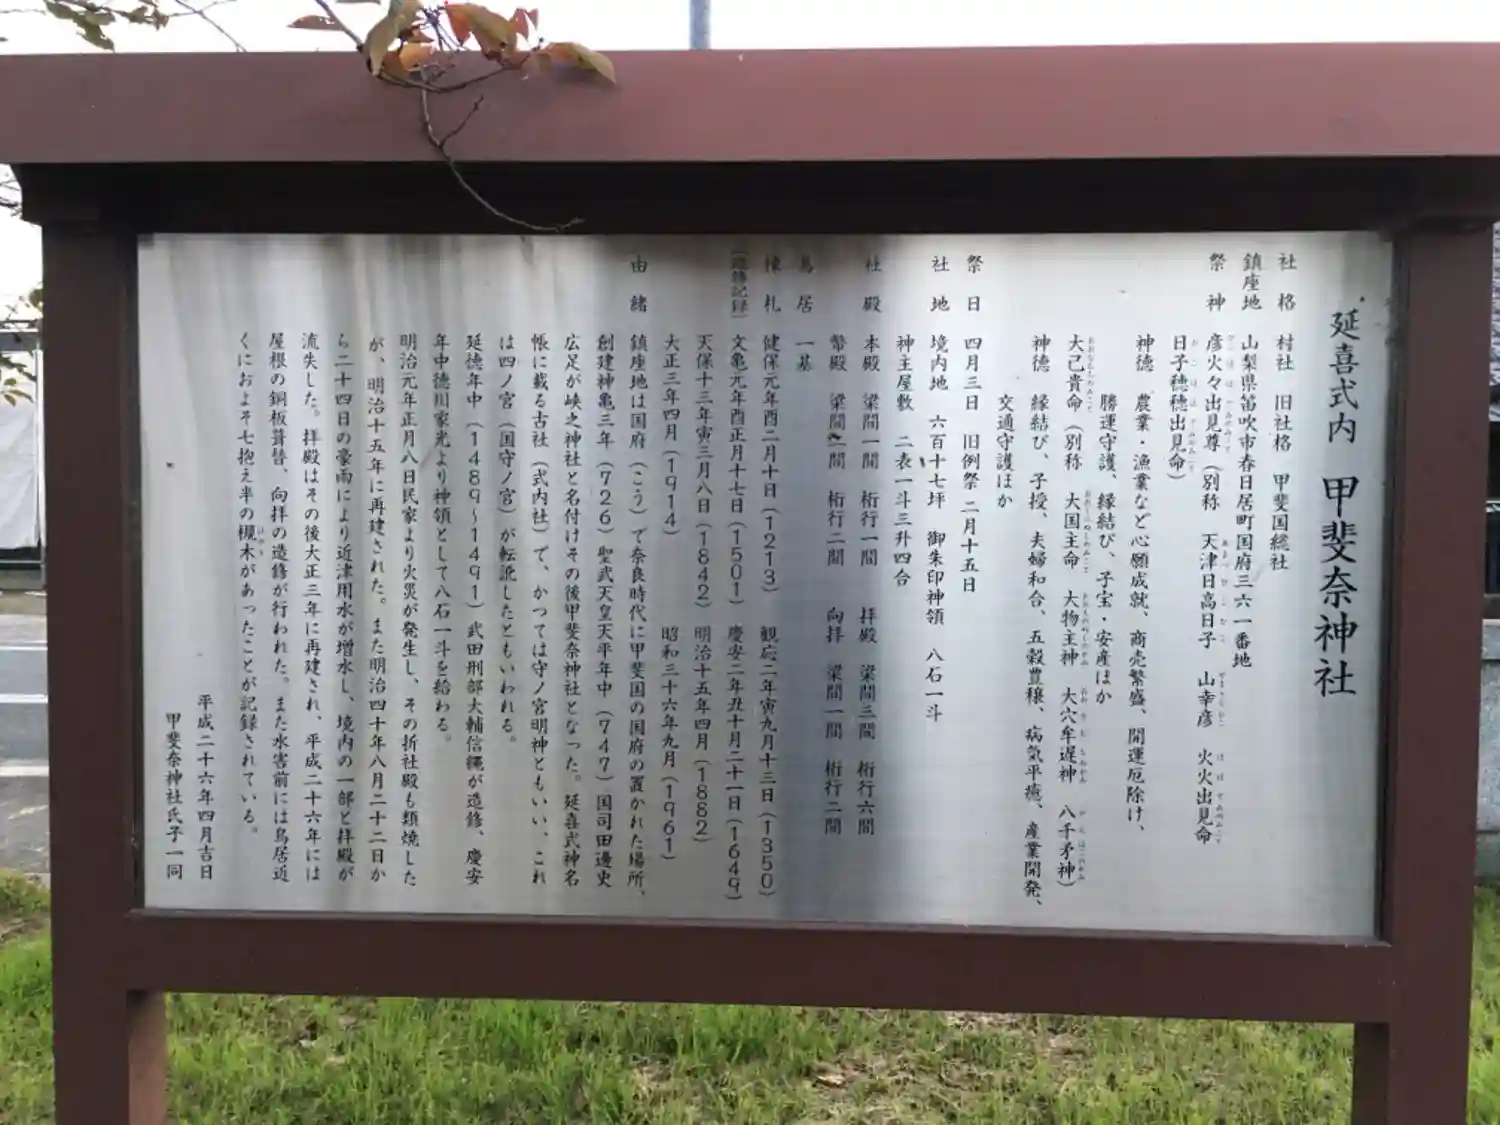 延喜式内 甲斐奈神社
社格 村社 旧社格 甲斐国総社
鎮座地 山梨県笛吹市春日居町国府三六一番地
祭神 彦火々出見尊（別称 天津日高日子 山幸彦 火火出見命
日子穂穂出見命）
神徳 農業・漁業など心願成就、商売繁盛、開運厄除け、
勝運守護、縁結び、子宝・安産ほか
大己貴命（別称 大国主命 大物主神 大穴牟遅神 八千矛神）
神徳 縁結び、子授、夫婦和合、五穀豊穣、病気平癒、産業開発、
交通守護ほか
祭日 四月三日 旧例祭 二月十五日
社地 境内地 六百十七坪 御朱印神領 八石一斗
神主屋敷 二表一斗三升四合
社殿 本殿 梁間一間 桁行一間 拝殿 梁間三間 桁行六間
幣殿 梁間二間 桁行二間 向拝 梁間一間 桁行二間
鳥居 一基
棟札 健保元年酉二月十日（1213） 観応二年寅九月十三日（1350）
（造替記録） 文亀元年酉正月十七日（1501） 慶安二年丑十月二十一日（1649）
天保十三年寅三月八日（1842） 明治十五年四月（1882）
大正三年四月（1914） 昭和三十六年九月（1961）
由緒 鎮座地は国府（こう）で奈良時代に甲斐国の国府の置かれた場所、
創建神亀三年（726）聖武天皇天平年中（747）国司田邊史
広足が峡之神社と名付けその後甲斐奈神社となった。延喜式神名
帳に載る古社（式内社）で、かつては守ノ宮明神ともいい、これ
は四ノ宮（国守ノ宮）が転訛したともいわれる。
延徳年中（1489～1491）武田刑部大輔信縄が造修、慶安
年中徳川家光より神領として八石一斗を給わる。
明治元年正月八日民家より火災が発生し、その折社殿も類焼した
が、明治十五年に再建された。また明治四十年八月二十二日か
ら二十四日の豪雨により近津用水が増水し、境内の一部と拝殿が
流失した。拝殿はその後大正三年に再建され、平成二十六年には
屋根の銅板葺替、向拝の造修が行われた。また水害前には鳥居近
くにおよそ七抱え半の槻木があったことが記録されている。
平成二十六年四月吉日
甲斐奈神社氏子一同